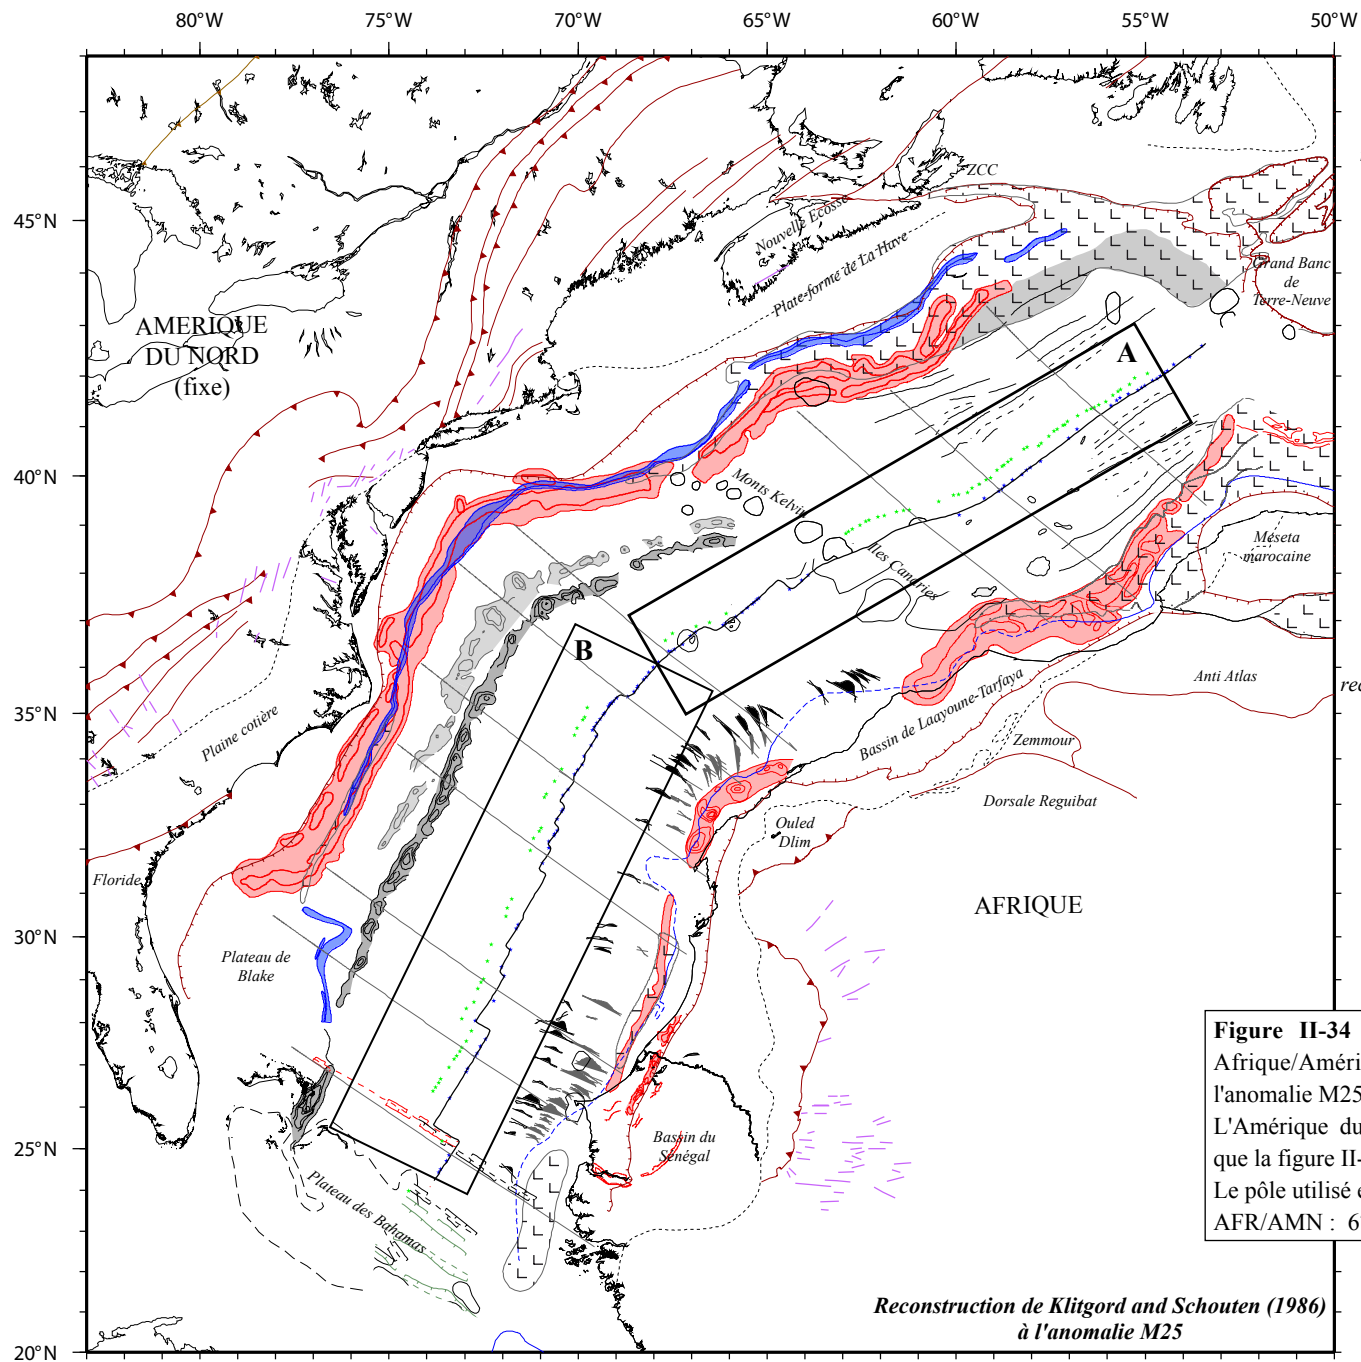 80°W
75°W
70°W
65°W
60°W
55°W
50°W
45°N
40°N
35°N
30°N
25°N
20°N
ZCC
Nouvelle Ecosse
Plate-forme de La Have
Grand Banc
de
Terre-Neuve
AMERIQUE
DU NORD
(fixe)
A
Monts Kelvin
Iles Canaries
Meseta
marocaine
B
Anti Atlas
Bassin de Laayoune-Tarfaya
Zemmour
Plaine cotière
Dorsale Reguibat
Ouled
Dlim
Floride
AFRIQUE
Plateau de
Blake
Bassin du
Sénégal
Plateau des Bahamas
Figure II-34
Afrique/Améri
l'anomalie M25
L'Amérique du
que la figure II-
Le pôle utilisé e
AFR/AMN : 6
Reconstruction de Klitgord and Schouten (1986)
à l'anomalie M25